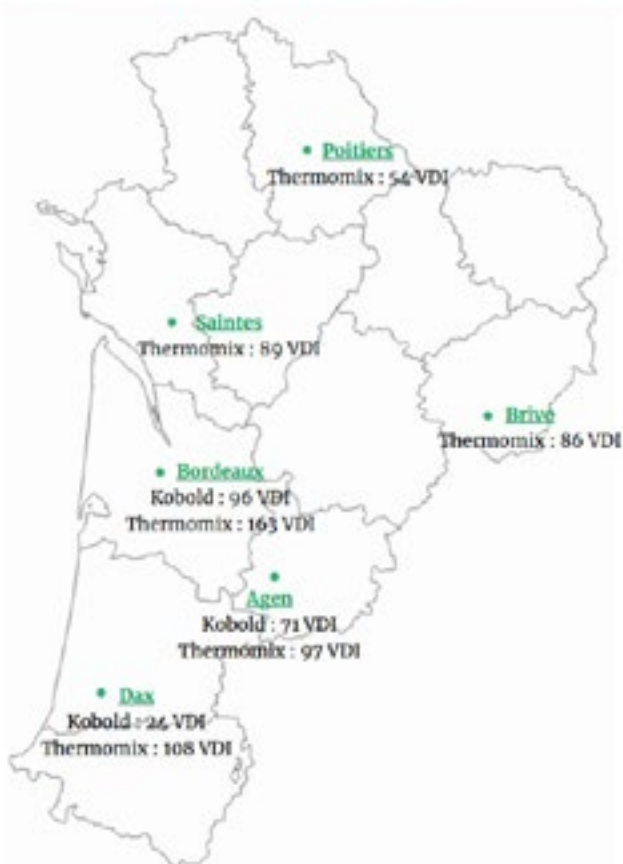 Poitiers
Thermomix : 54 VDI
Saintes
Thermomix : 89 VDI
Brive
Thermomix : 86 VDI
Bordeaux
Kobold : 96 VDI
Thermomix : 163 VDI
Agen
Kobold : 71 VDI
Thermomix : 97 VDI
Dax
Kobold : 24 VDI
Thermomix : 108 VDI